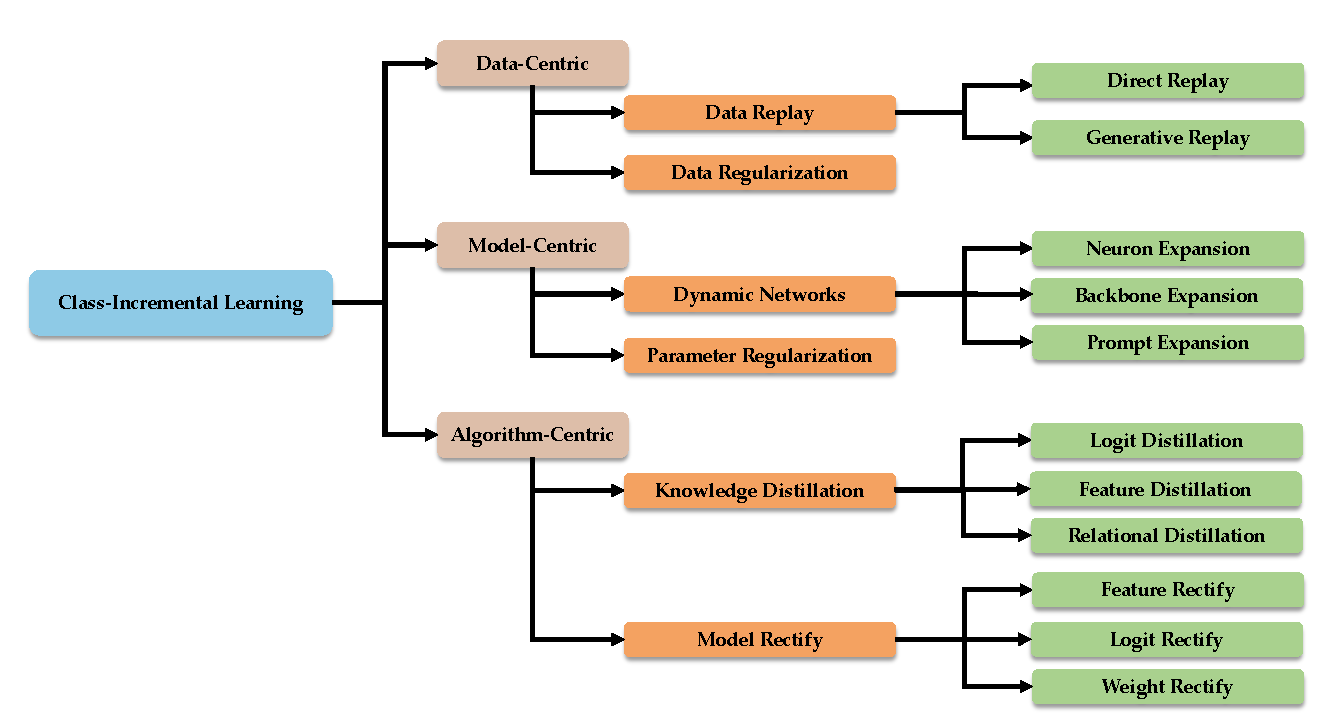 Class-Incremental Learning
Data-Centric
Data Replay
Direct Replay
Generative Replay
Data Regularization
Model-Centric
Dynamic Networks
Neuron Expansion
Backbone Expansion
Prompt Expansion
Parameter Regularization
Algorithm-Centric
Knowledge Distillation
Logit Distillation
Feature Distillation
Relational Distillation
Model Rectify
Feature Rectify
Logit Rectify
Weight Rectify